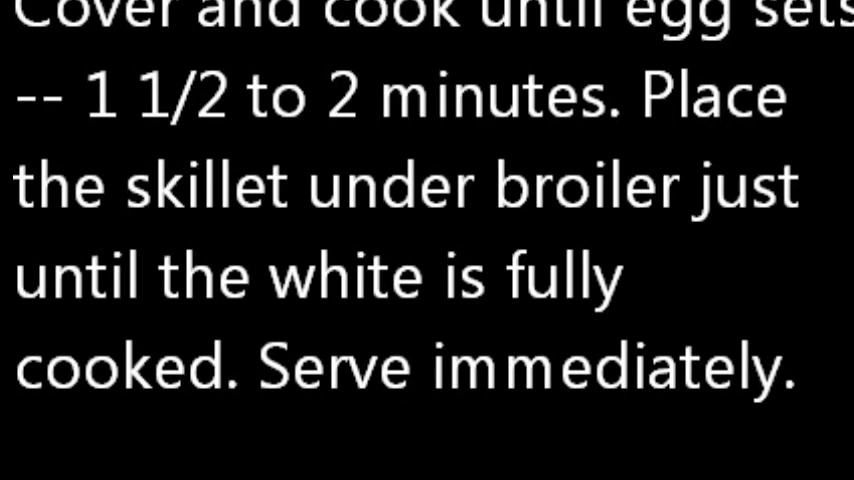 Cover and cook until egg sets
-- 1 1/2 to 2 minutes. Place
the skillet under broiler just
until the white is fully
cooked. Serve immediately.